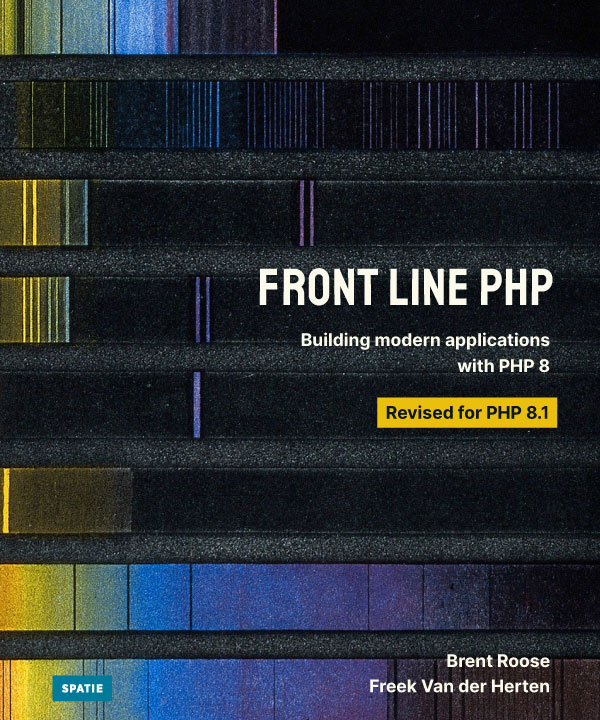 FRONT LINE PHP
Building modern applications
with PHP 8
Revised for PHP 8.1
Brent Roose
Freek Van der Herten
SPATIE